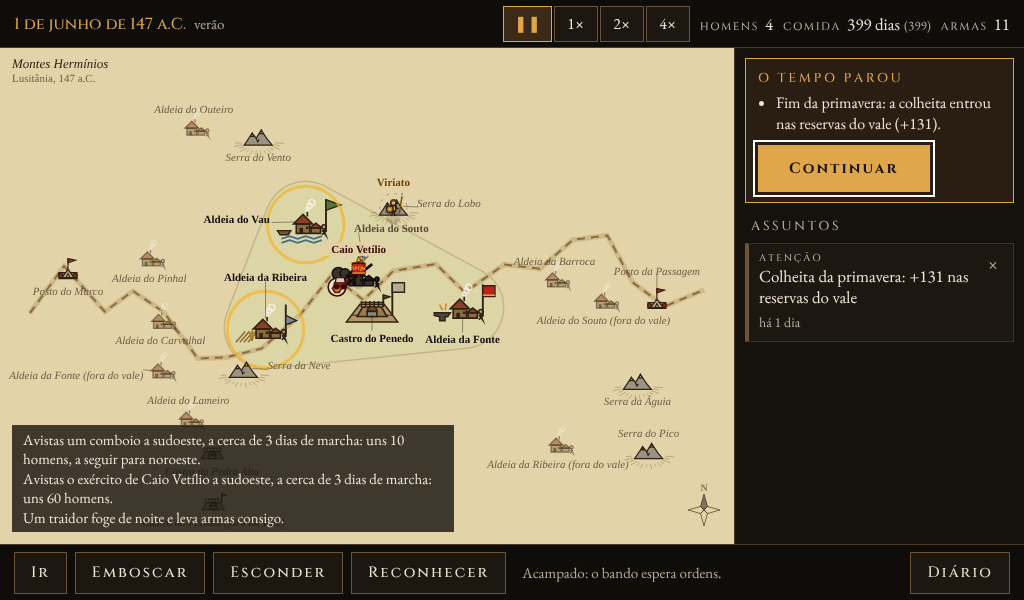 1 DE JUNHO DE 147 A.C. verão
❚❚ 1× 2× 4×
HOMENS 4 COMIDA 399 dias (399) ARMAS 11
Montes Hermínios
Lusitânia, 147 a.C.
Aldeia do Outeiro
Serra do Vento
Viriato
Serra do Lobo
Aldeia do Vau
Aldeia do Souto
Caio Vetílio
Aldeia da Barroca
Posto do Passagem
Aldeia do Pinhal
Aldeia da Ribeira
Posto do Marco
Aldeia do Souto (fora do vale)
Aldeia do Carvalhal
Castro do Penedo
Aldeia da Fonte
Serra da Neve
Aldeia da Fonte (fora do vale)
Aldeia do Lameiro
Serra da Águia
Serra do Pico
Aldeia da Ribeira (fora do vale)
N
Avistas um comboio a sudoeste, a cerca de 3 dias de marcha: uns 10
homens, a seguir para noroeste.
Avistas o exército de Caio Vetílio a sudoeste, a cerca de 3 dias de marcha:
uns 60 homens.
Um traidor foge de noite e leva armas consigo.
O TEMPO PAROU
• Fim da primavera: a colheita entrou
nas reservas do vale (+131).
CONTINUAR
ASSUNTOS
ATENÇÃO
Colheita da primavera: +131 nas
reservas do vale
×
há 1 dia
IR
EMBOSCAR
ESCONDER
RECONHECER
Acampado: o bando espera ordens.
DIÁRIO